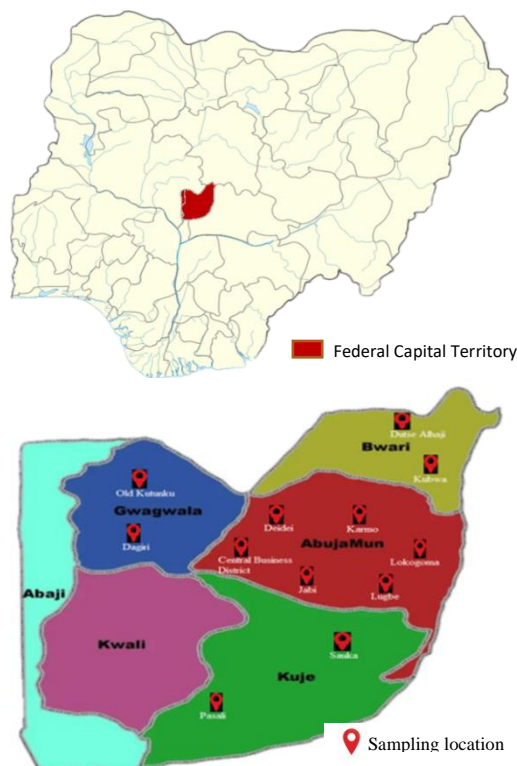 Federal Capital Territory
Dutse Alhaji
Bwari
Kubwa
Old Kutunku
Gwagwala
Deidei
Karmo
Dagiri
AbujaMun
Central Business
District
Lokogoma
Jabi
Lugbe
Abaji
Kwali
Sauka
Kuje
Pasali
Sampling location